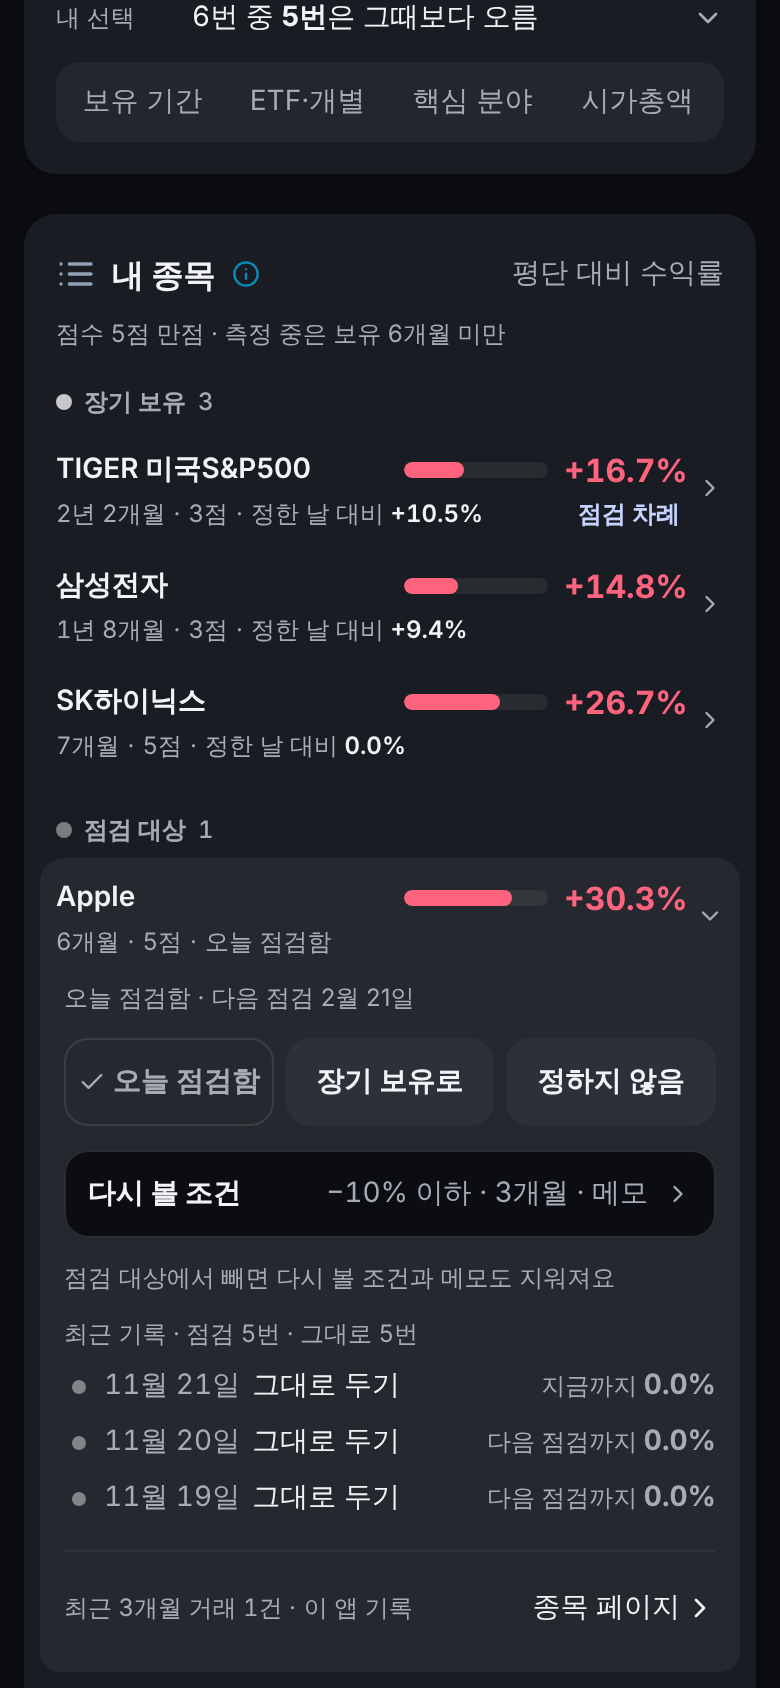 내 선택 6번 중 5번은 그때보다 오름
보유 기간 ETF·개별 핵심 분야 시가총액
내 종목 평단 대비 수익률
점수 5점 만점 · 측정 중은 보유 6개월 미만
장기 보유 3
TIGER 미국S&P500 +16.7%
2년 2개월 · 3점 · 정한 날 대비 +10.5% 점검 차례
삼성전자 +14.8%
1년 8개월 · 3점 · 정한 날 대비 +9.4%
SK하이닉스 +26.7%
7개월 · 5점 · 정한 날 대비 0.0%
점검 대상 1
Apple +30.3%
6개월 · 5점 · 오늘 점검함
오늘 점검함 · 다음 점검 2월 21일
오늘 점검함 장기 보유로 정하지 않음
다시 볼 조건 −10% 이하 · 3개월 · 메모
점검 대상에서 빼면 다시 볼 조건과 메모도 지워져요
최근 기록 · 점검 5번 · 그대로 5번
11월 21일 그대로 두기 지금까지 0.0%
11월 20일 그대로 두기 다음 점검까지 0.0%
11월 19일 그대로 두기 다음 점검까지 0.0%
최근 3개월 거래 1건 · 이 앱 기록 종목 페이지